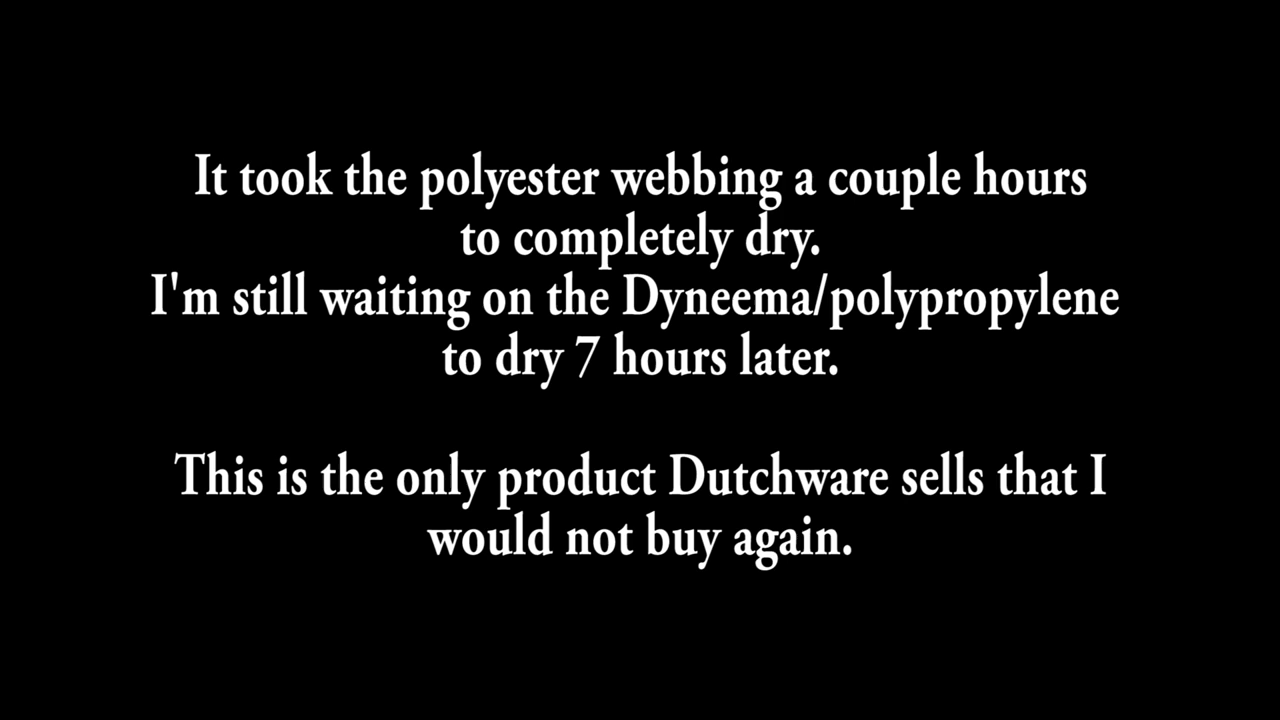 It took the polyester webbing a couple hours
to completely dry.
I'm still waiting on the Dyneema/polypropylene
to dry 7 hours later.
This is the only product Dutchware sells that I
would not buy again.